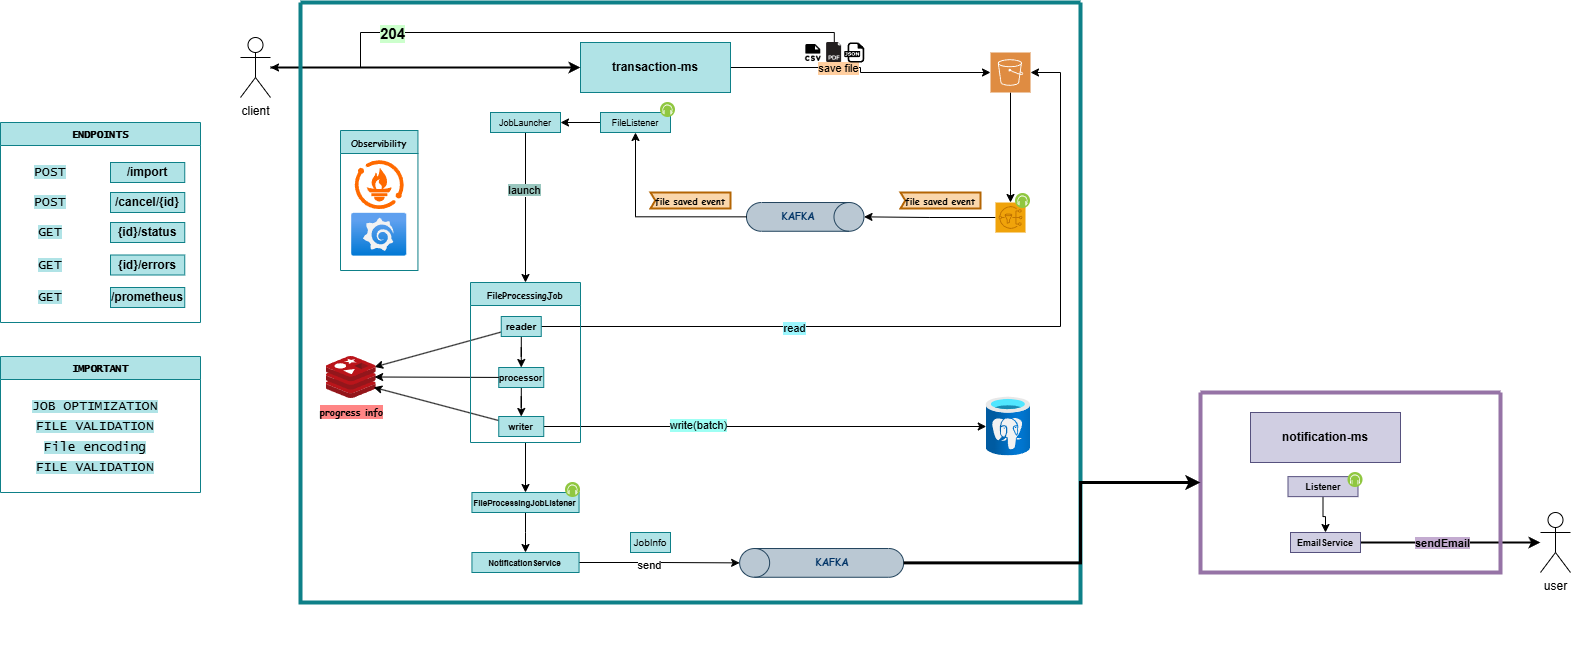 204
transaction-ms
CSV
PDF
JSON
save file
client
ENDPOINTS
POST
/import
POST
/cancel/{id}
GET
{id}/status
GET
{id}/errors
GET
/prometheus
IMPORTANT
JOB OPTIMIZATION
FILE VALIDATION
File encoding
FILE VALIDATION
Observibility
JobLauncher
FileListener
launch
file saved event
KAFKA
file saved event
FileProcessingJob
reader
read
processor
progress info
writer
write(batch)
FileProcessingJobListener
NotificationService
JobInfo
send
KAFKA
notification-ms
Listener
EmailService
sendEmail
user